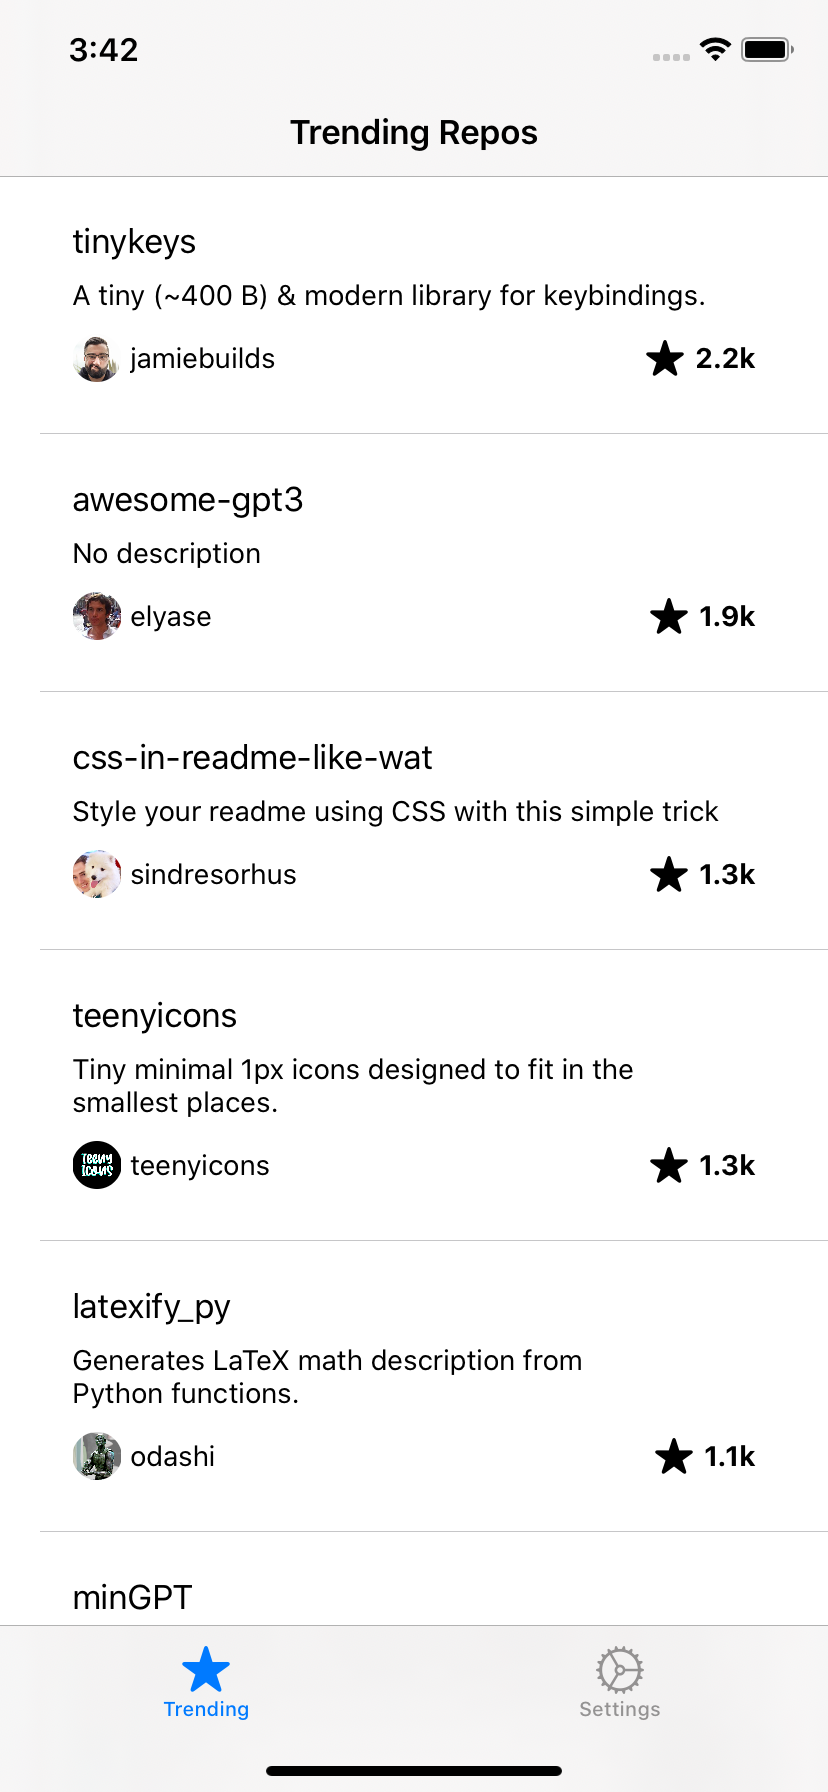 3:42
Trending Repos
tinykeys
A tiny (~400 B) & modern library for keybindings.
jamiebuilds
2.2k
awesome-gpt3
No description
elyase
1.9k
css-in-readme-like-wat
Style your readme using CSS with this simple trick
sindresorhus
1.3k
teenyicons
Tiny minimal 1px icons designed to fit in the
smallest places.
Teeny
Icons
teenyicons
1.3k
latexify_py
Generates LaTeX math description from
Python functions.
odashi
1.1k
minGPT
Trending
Settings